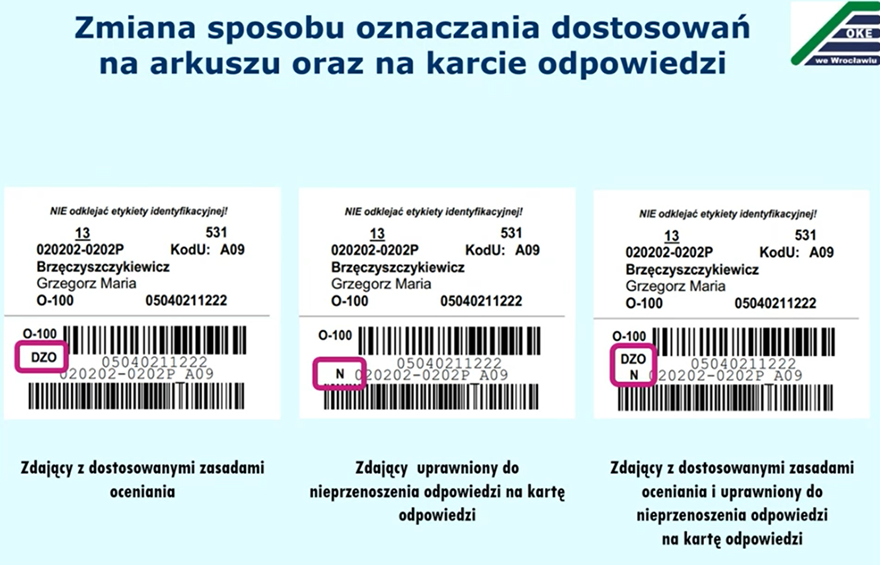 Zmiana sposobu oznaczania dostosowań
na arkuszu oraz na karcie odpowiedzi
OKE
we Wrocławiu
NIE odklejać etykiety identyfikacyjnej!
13 531
020202-0202P KodU: A09
Brzęczyszczykiewicz
Grzegorz Maria
O-100 05040211222
O-100
DZO
05040211222
020202-0202P A09
Zdający z dostosowanymi zasadami
oceniania
NIE odklejać etykiety identyfikacyjnej!
13 531
020202-0202P KodU: A09
Brzęczyszczykiewicz
Grzegorz Maria
O-100 05040211222
O-100
05040211222
N
020202-0202P A09
Zdający uprawniony do
nieprzenoszenia odpowiedzi na kartę
odpowiedzi
NIE odklejać etykiety identyfikacyjnej!
13 531
020202-0202P KodU: A09
Brzęczyszczykiewicz
Grzegorz Maria
O-100 05040211222
O-100
DZO
05040211222
N
020202-0202P A09
Zdający z dostosowanymi zasadami
oceniania i uprawniony do
nieprzenoszenia odpowiedzi
na kartę odpowiedzi